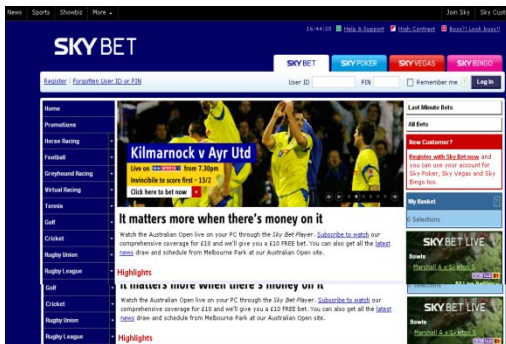 News Sports Showbiz More
Join Sky Sky Cust
16:44:20 Help & Support High Contrast Boss!! Look busy!!
SKY BET
SKY BET SKY POKER SKY VEGAS SKY BINGO
Register | Forgotten User ID or PIN
User ID PIN Remember me Log In
Home
Promotions
Horse Racing
Football
Greyhound Racing
Virtual Racing
Tennis
Golf
Cricket
Rugby Union
Rugby League
Kilmarnock v Ayr Utd
Live on from 7.30pm
Invincible to score first - 13/2
Click here to bet now
It matters more when there's money on it
Watch the Australian Open live on your PC through the Sky Bet Player. Subscribe to watch our
comprehensive coverage for £10 and we'll give you a £10 FREE bet. You can also get all the latest
news draw and schedule from Melbourne Park at our Australian Open site.
Highlights
Last Minute Bets
All Bets
New Customer?
Register with Sky Bet now and
you can use your account for
Sky Poker, Sky Vegas and Sky
Bingo too.
My Basket
0 Selections
SKY BET LIVE
Bowls
Marshall A v Skelton S
Golf
Cricket
Rugby Union
Rugby League
It matters more when there's money on it
Watch the Australian Open live on your PC through the Sky Bet Player. Subscribe to watch our
comprehensive coverage for £10 and we'll give you a £10 FREE bet. You can also get all the latest
news draw and schedule from Melbourne Park at our Australian Open site.
Highlights
0 Selections
SKY BET LIVE
Bowls
Marshall A v Skelton S